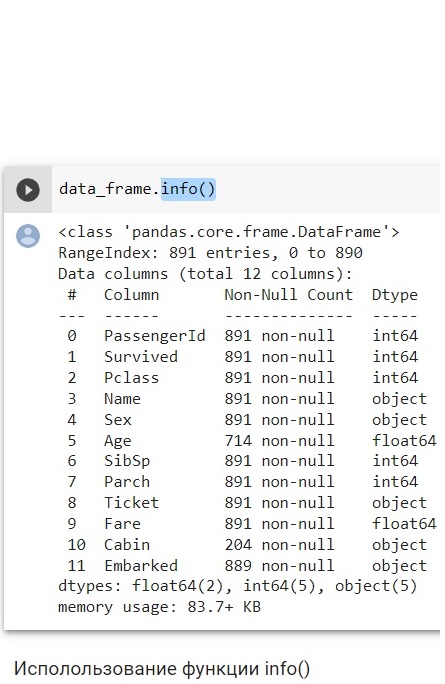 data_frame.info()
<class 'pandas.core.frame.DataFrame'>
RangeIndex: 891 entries, 0 to 890
Data columns (total 12 columns):
 #   Column       Non-Null Count  Dtype
---  ------       --------------  -----
 0   PassengerId  891 non-null    int64
 1   Survived     891 non-null    int64
 2   Pclass       891 non-null    int64
 3   Name         891 non-null    object
 4   Sex          891 non-null    object
 5   Age          714 non-null    float64
 6   SibSp        891 non-null    int64
 7   Parch        891 non-null    int64
 8   Ticket       891 non-null    object
 9   Fare         891 non-null    float64
 10  Cabin        204 non-null    object
 11  Embarked     889 non-null    object
dtypes: float64(2), int64(5), object(5)
memory usage: 83.7+ KB
Исполользование функции info()